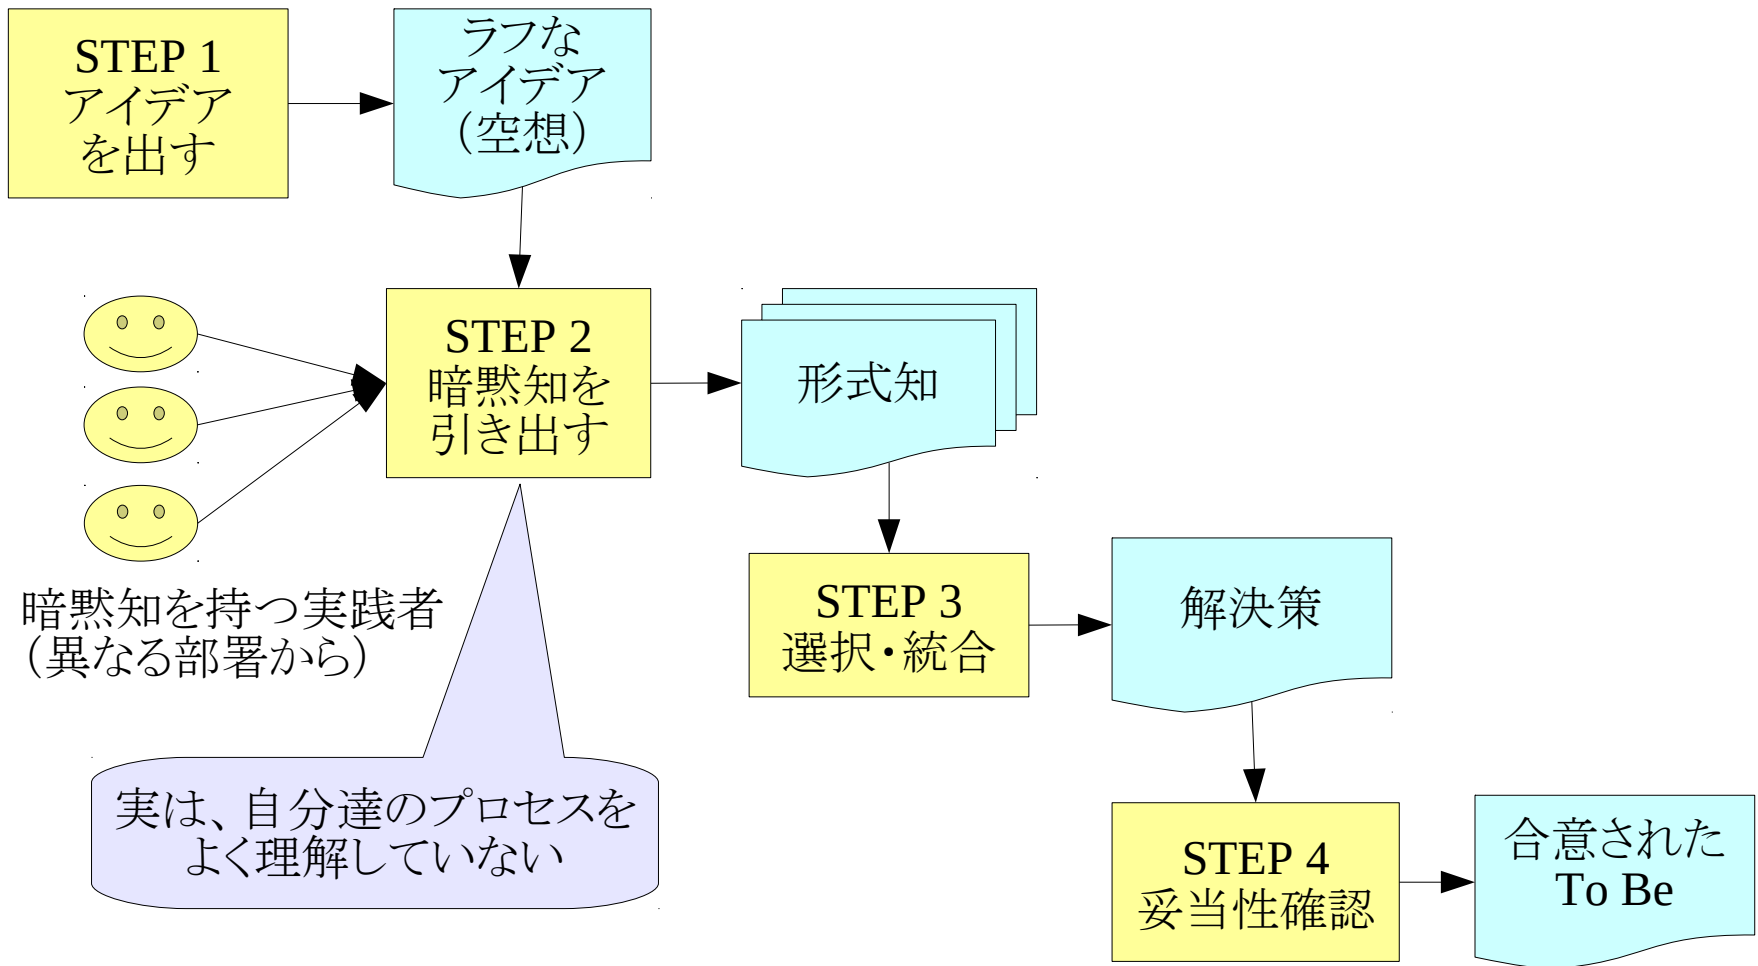 STEP 1
アイデア
を出す
ラフな
アイデア
（空想）
STEP 2
暗黙知を
引き出す
形式知
暗黙知を持つ実践者
（異なる部署から）
STEP 3
選択・統合
解決策
実は、自分達のプロセスを
よく理解していない
STEP 4
妥当性確認
合意された
To Be